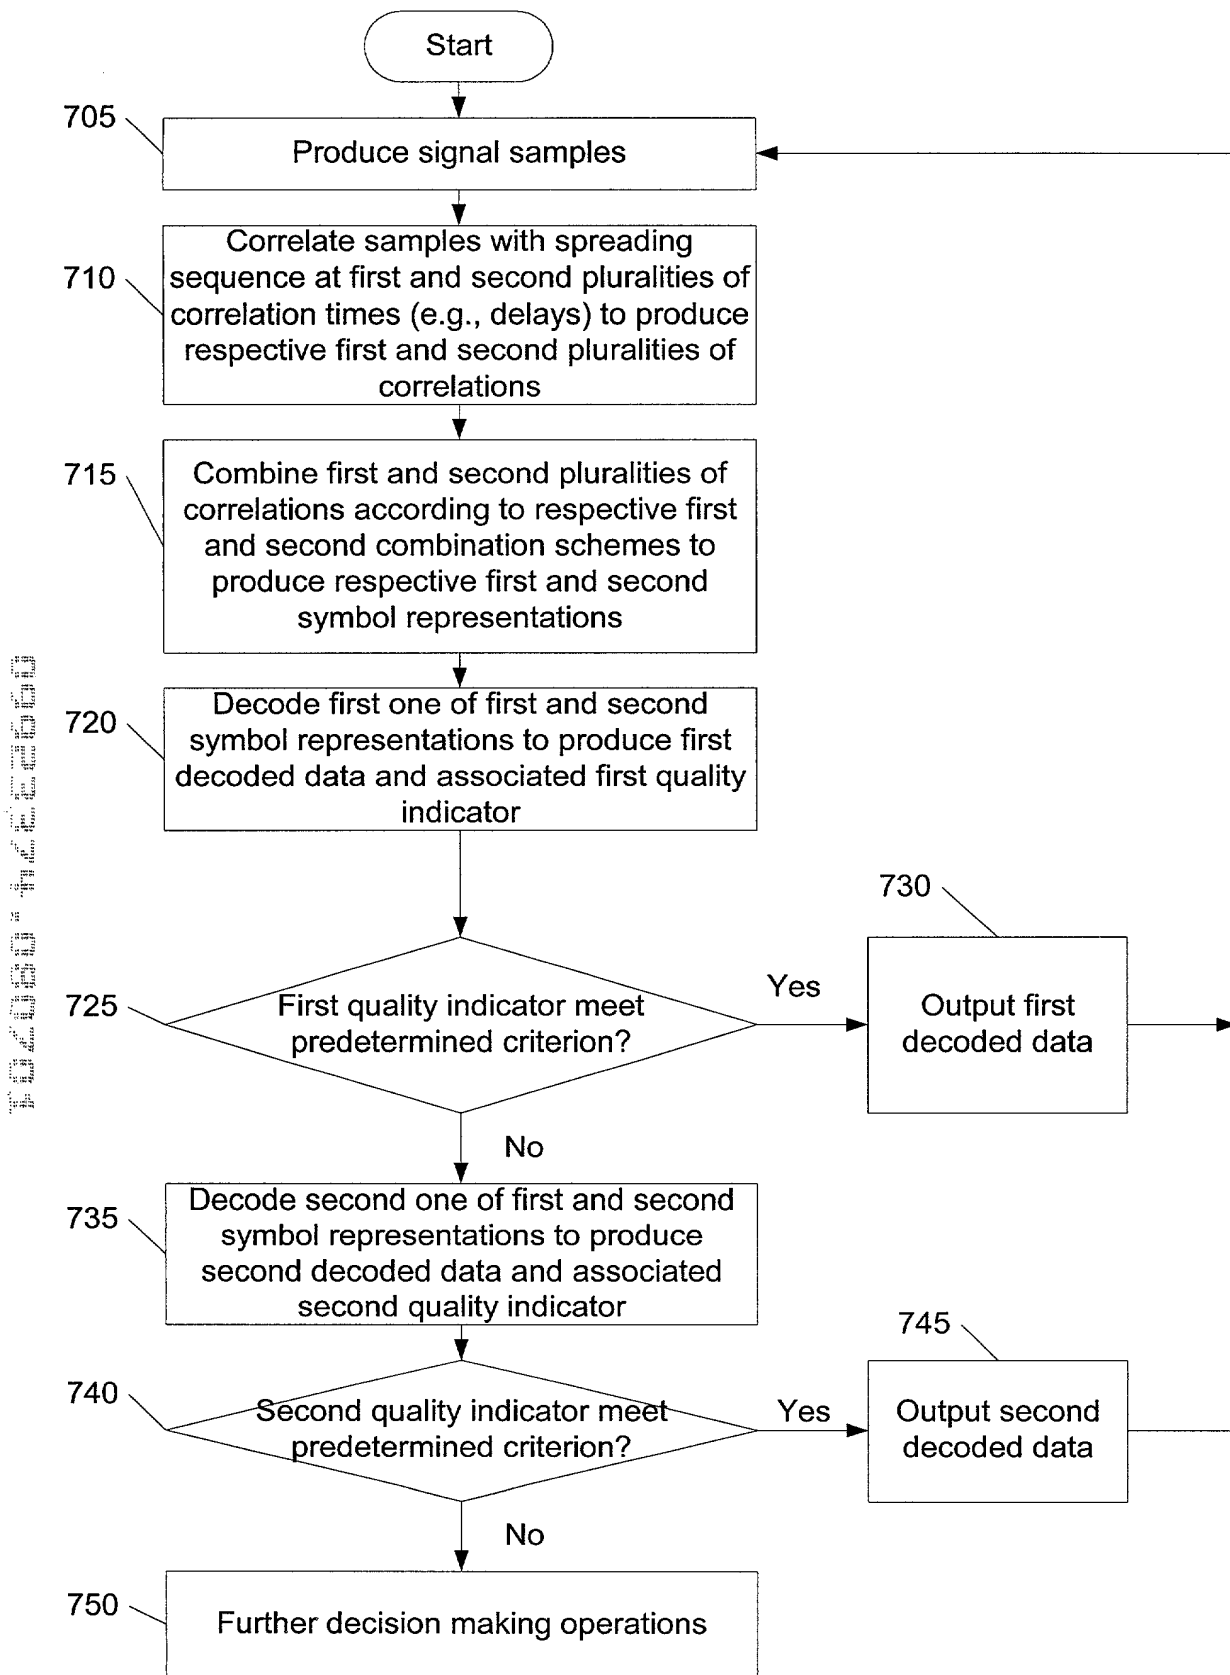 Start
705
Produce signal samples
710
Correlate samples with spreading
sequence at first and second pluralities of
correlation times (e.g., delays) to produce
respective first and second pluralities of
correlations
715
Combine first and second pluralities of
correlations according to respective first
and second combination schemes to
produce respective first and second
symbol representations
720
Decode first one of first and second
symbol representations to produce first
decoded data and associated first quality
indicator
725
First quality indicator meet
predetermined criterion?
Yes
730
Output first
decoded data
No
735
Decode second one of first and second
symbol representations to produce
second decoded data and associated
second quality indicator
740
Second quality indicator meet
predetermined criterion?
Yes
745
Output second
decoded data
No
750
Further decision making operations